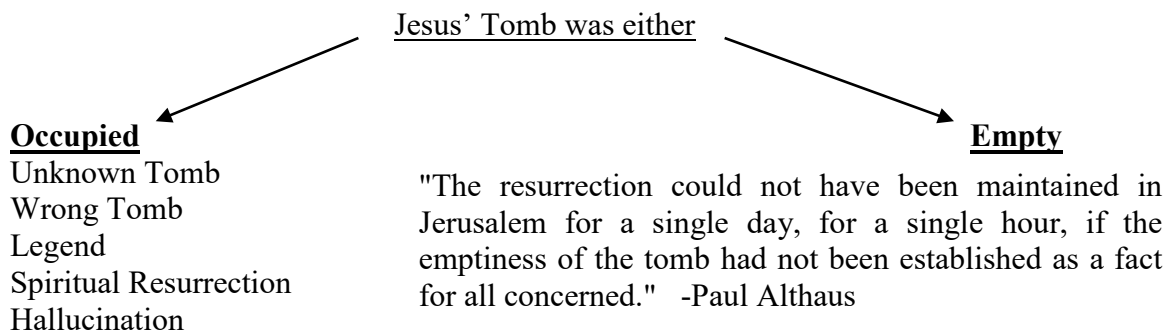 Jesus’ Tomb was either
Occupied
Unknown Tomb
Wrong Tomb
Legend
Spiritual Resurrection
Hallucination
Empty
"The resurrection could not have been maintained in
Jerusalem for a single day, for a single hour, if the
emptiness of the tomb had not been established as a fact
for all concerned." -Paul Althaus